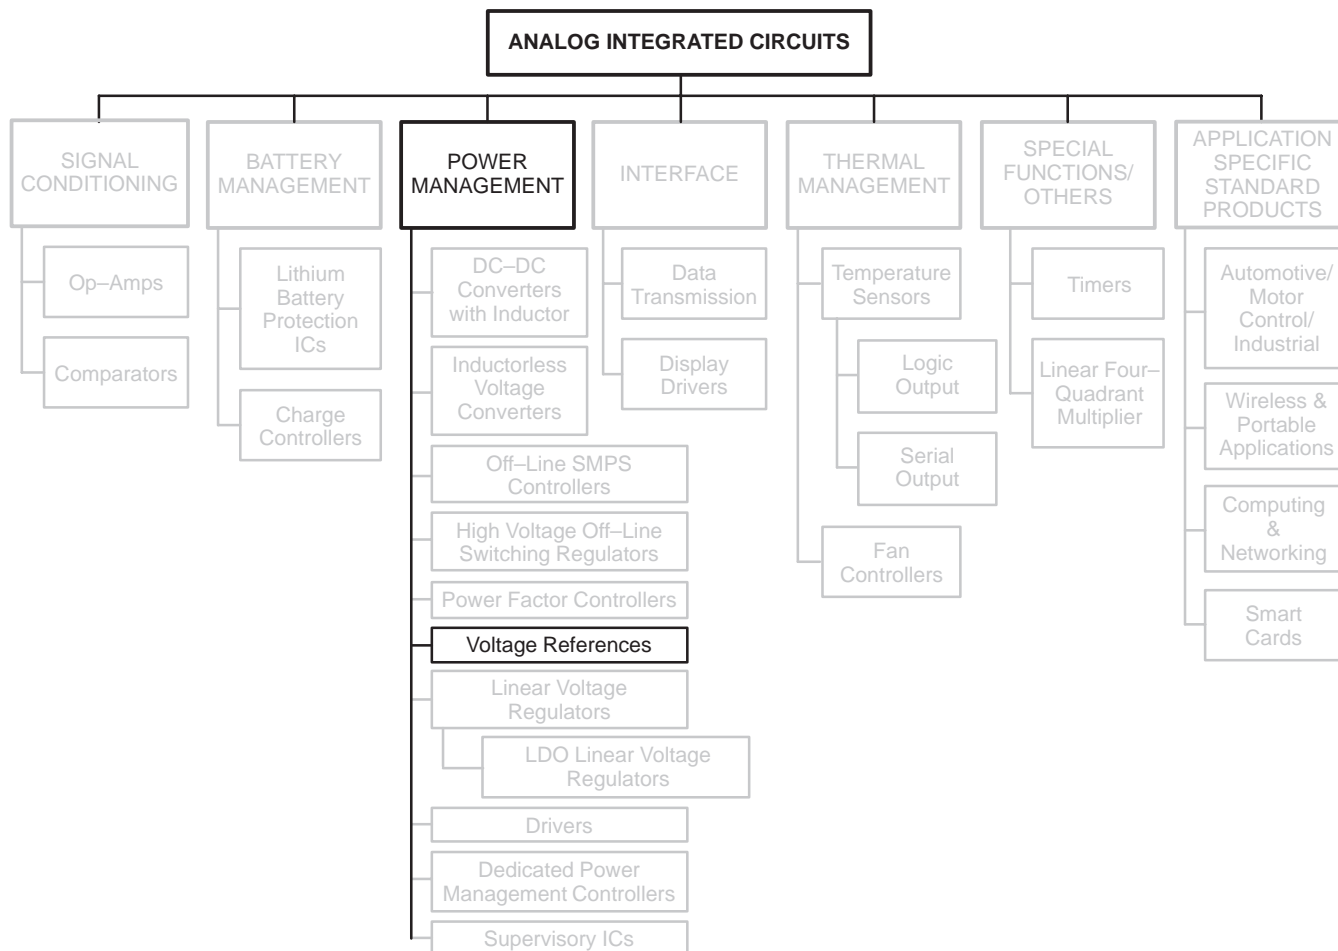 ANALOG INTEGRATED CIRCUITS
SIGNAL
CONDITIONING
BATTERY
MANAGEMENT
POWER
MANAGEMENT
INTERFACE
THERMAL
MANAGEMENT
SPECIAL
FUNCTIONS/
OTHERS
APPLICATION
SPECIFIC
STANDARD
PRODUCTS
Op–Amps
Comparators
Lithium
Battery
Protection
ICs
Charge
Controllers
DC–DC
Converters
with Inductor
Inductorless
Voltage
Converters
Off–Line SMPS
Controllers
High Voltage Off–Line
Switching Regulators
Power Factor Controllers
Voltage References
Linear Voltage
Regulators
LDO Linear Voltage
Regulators
Drivers
Dedicated Power
Management Controllers
Supervisory ICs
Data
Transmission
Display
Drivers
Temperature
Sensors
Logic
Output
Serial
Output
Fan
Controllers
Timers
Linear Four–
Quadrant
Multiplier
Automotive/
Motor
Control/
Industrial
Wireless &
Portable
Applications
Computing
&
Networking
Smart
Cards